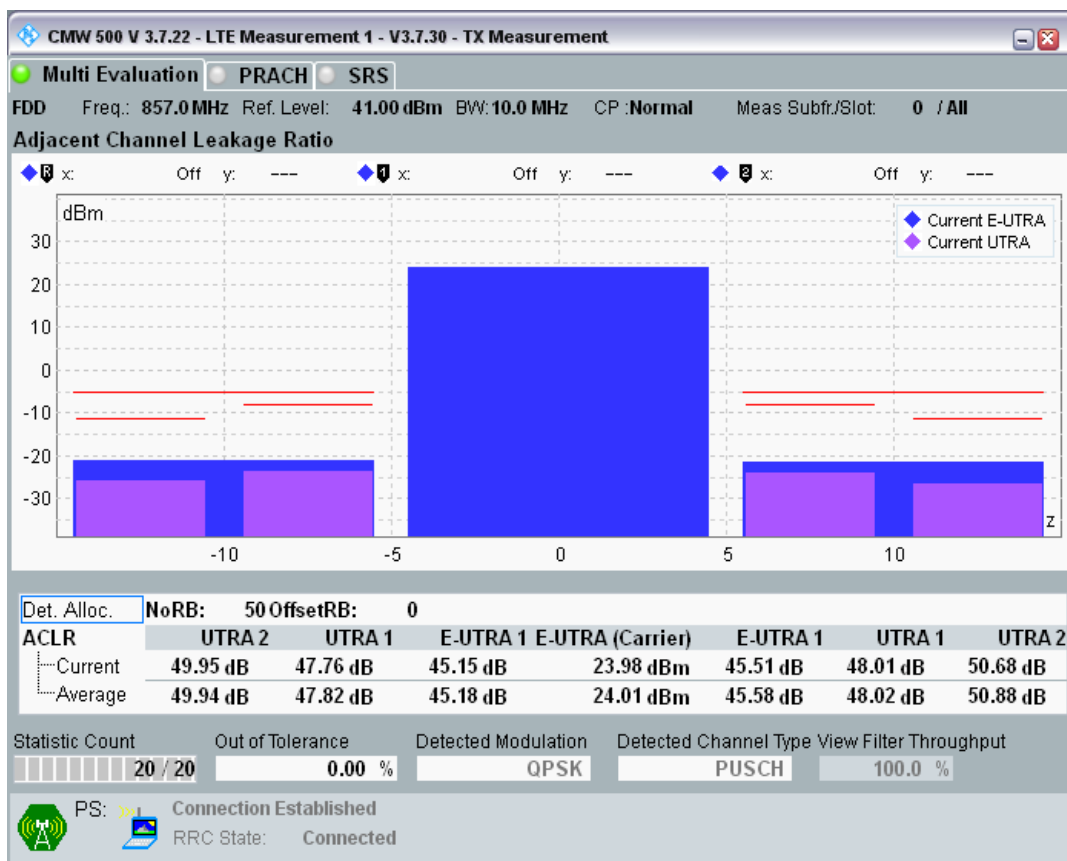 CMW 500 V 3.7.22 - LTE Measurement 1 - V3.7.30 - TX Measurement
Multi Evaluation PRACH SRS
FDD Freq.: 857.0 MHz Ref. Level: 41.00 dBm BW: 10.0 MHz CP :Normal Meas Subfr./Slot: 0 / All
Adjacent Channel Leakage Ratio
R x: Off y: --- 1 x: Off y: --- 2 x: Off y: ---
dBm
Current E-UTRA
Current UTRA
30
20
10
0
-10
-20
-30
z
-10 -5 0 5 10
Det. Alloc. NoRB: 50 OffsetRB: 0
ACLR UTRA 2 UTRA 1 E-UTRA 1 E-UTRA (Carrier) E-UTRA 1 UTRA 1 UTRA 2
Current 49.95 dB 47.76 dB 45.15 dB 23.98 dBm 45.51 dB 48.01 dB 50.68 dB
Average 49.94 dB 47.82 dB 45.18 dB 24.01 dBm 45.58 dB 48.02 dB 50.88 dB
Statistic Count Out of Tolerance Detected Modulation Detected Channel Type View Filter Throughput
20 / 20 0.00 % QPSK PUSCH 100.0 %
PS: Connection Established
RRC State: Connected